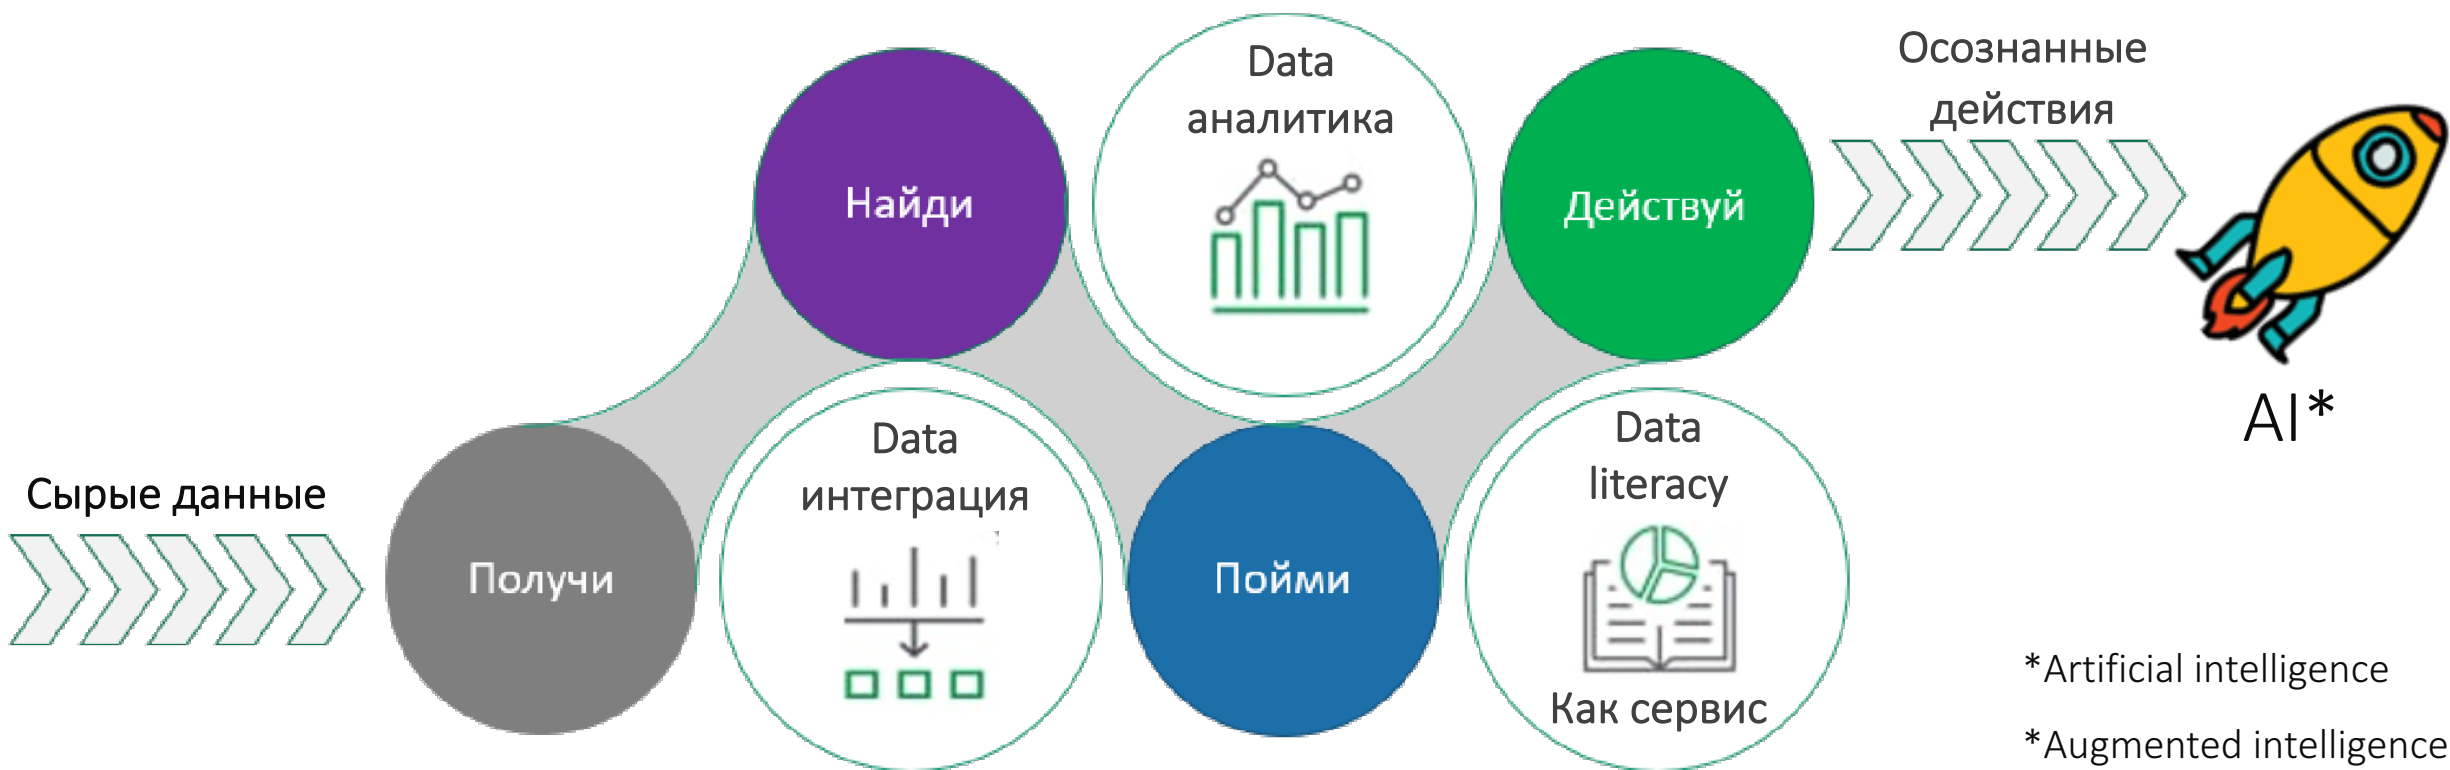 Сырые данные
Получи
Найди
Data
интеграция
Data
аналитика
Пойми
Действуй
Data
literacy
Как сервис
Осознанные
действия
AI*
*Artificial intelligence
*Augmented intelligence